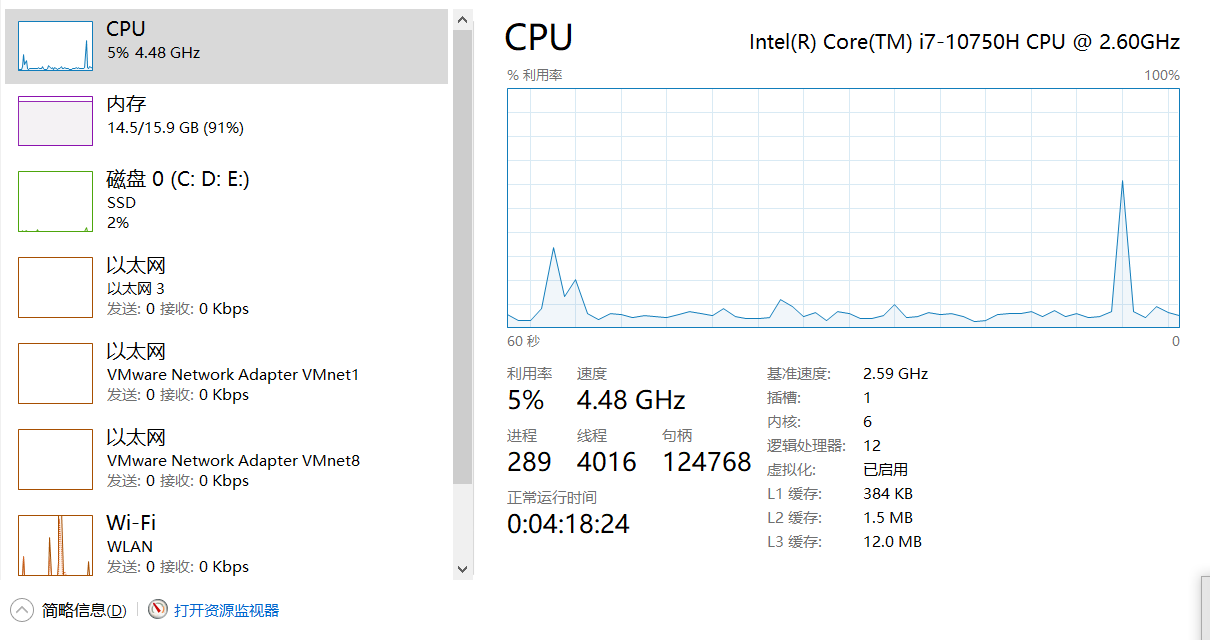 CPU
5% 4.48 GHz
内存
14.5/15.9 GB (91%)
磁盘 0 (C: D: E:)
SSD
2%
以太网
以太网 3
发送: 0 接收: 0 Kbps
以太网
VMware Network Adapter VMnet1
发送: 0 接收: 0 Kbps
以太网
VMware Network Adapter VMnet8
发送: 0 接收: 0 Kbps
Wi-Fi
WLAN
发送: 0 接收: 0 Kbps
CPU Intel(R) Core(TM) i7-10750H CPU @ 2.60GHz
% 利用率 100%
60 秒 0
利用率 速度
5% 4.48 GHz
进程 线程 句柄
289 4016 124768
正常运行时间
0:04:18:24
基准速度: 2.59 GHz
插槽: 1
内核: 6
逻辑处理器: 12
虚拟化: 已启用
L1 缓存: 384 KB
L2 缓存: 1.5 MB
L3 缓存: 12.0 MB
简略信息(D) 打开资源监视器